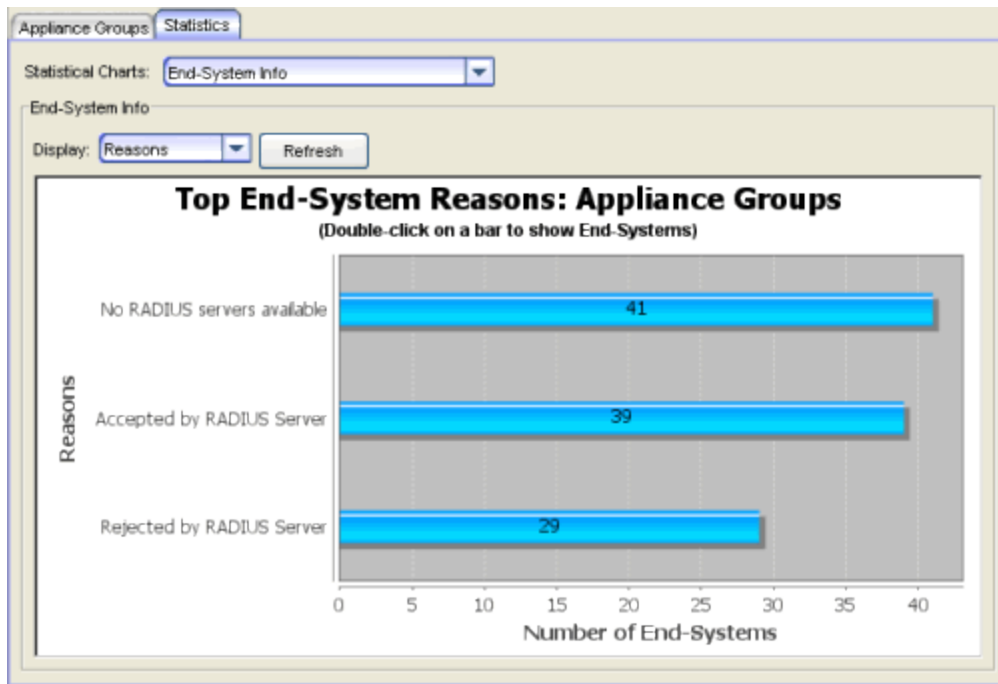 Appliance Groups Statistics
Statistical Charts: End-System Info
End-System Info
Display: Reasons Refresh
Top End-System Reasons: Appliance Groups
(Double-click on a bar to show End-Systems)
No RADIUS servers available 41
Accepted by RADIUS Server 39
Rejected by RADIUS Server 29
Reasons
0 5 10 15 20 25 30 35 40
Number of End-Systems